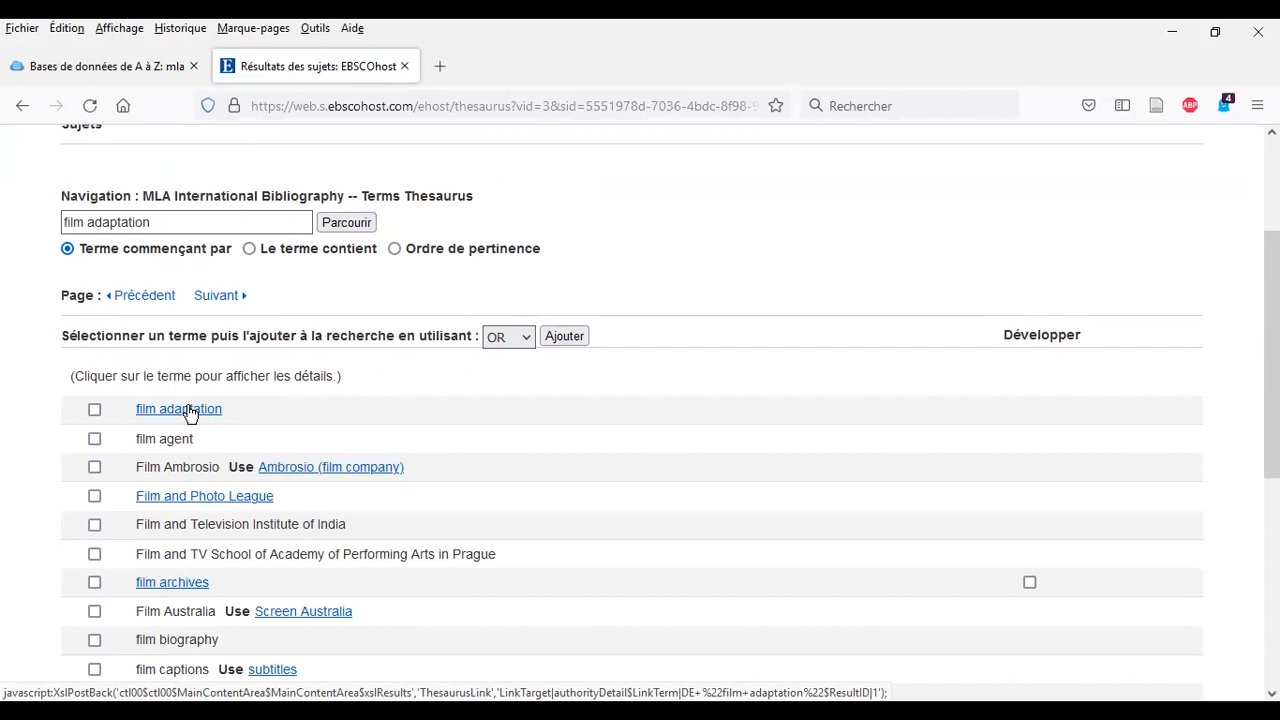 Fichier Édition Affichage Historique Marque-pages Outils Aide
Bases de données de A à Z: mla × Résultats des sujets: EBSCOhost × +
https://web.s.ebscohost.com/ehost/thesaurus?vid=3&sid=5551978d-7036-4bdc-8f98-9 Rechercher ABP 4
Sujets
Navigation : MLA International Bibliography -- Terms Thesaurus
film adaptation Parcourir
Terme commençant par Le terme contient Ordre de pertinence
Page : Précédent Suivant
Sélectionner un terme puis l'ajouter à la recherche en utilisant : OR Ajouter Développer
(Cliquer sur le terme pour afficher les détails.)
film adaptation
film agent
Film Ambrosio Use Ambrosio (film company)
Film and Photo League
Film and Television Institute of India
Film and TV School of Academy of Performing Arts in Prague
film archives
Film Australia Use Screen Australia
film biography
film captions Use subtitles
javascript:XslPostBack('ctl00$ctl00$MainContentArea$MainContentArea$xslResults','ThesaurusLink','LinkTarget|authorityDetail$LinkTerm|DE+%22film+adaptation%22$ResultID|1');